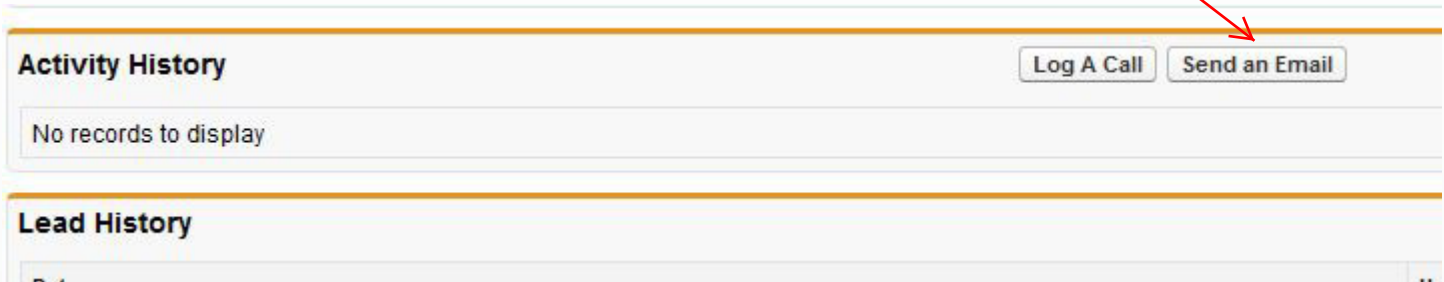 Activity History
Log A Call
Send an Email
No records to display
Lead History